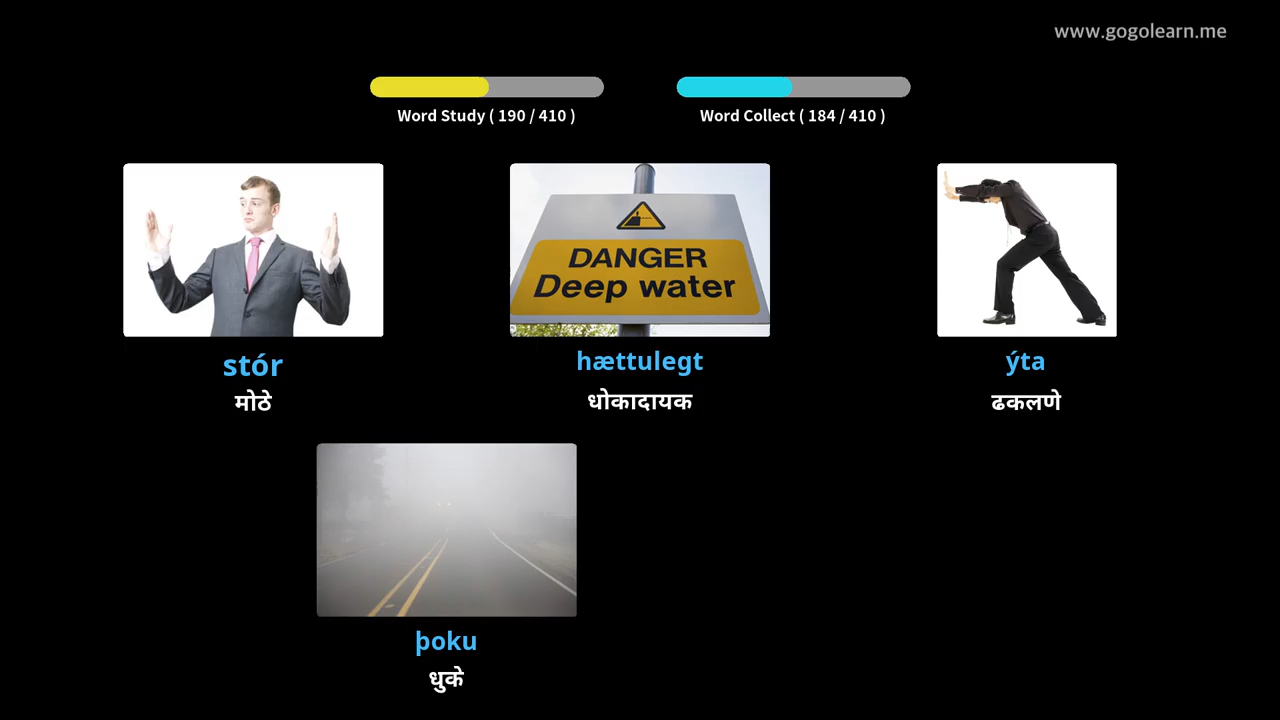 www.gogolearn.me
Word Study ( 190 / 410 )
Word Collect ( 184 / 410 )
DANGER
Deep water
stór
मोठे
hættulegt
धोकादायक
ýta
ढकलणे
þoku
धुके